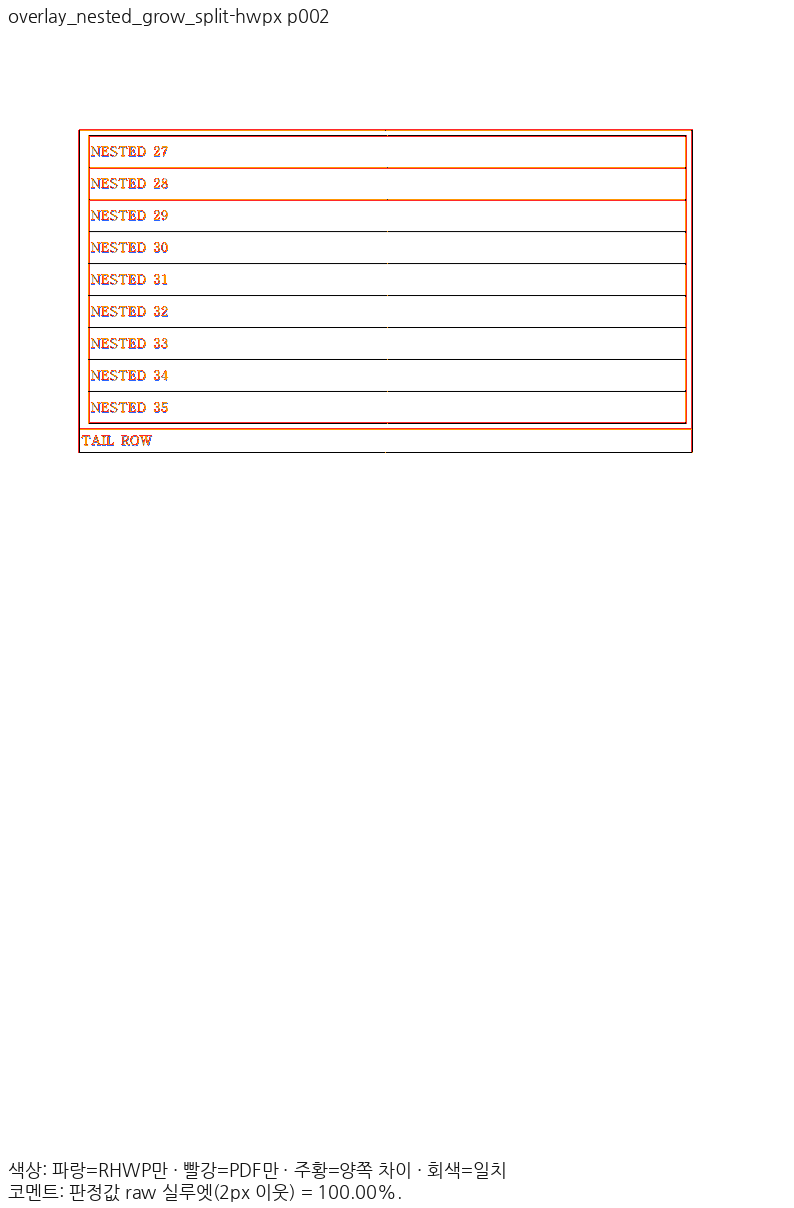 overlay_nested_grow_split-hwpx p002
NESTED 27
NESTED 28
NESTED 29
NESTED 30
NESTED 31
NESTED 32
NESTED 33
NESTED 34
NESTED 35
TAIL ROW
색상: 파랑=RHWP만 · 빨강=PDF만 · 주황=양쪽 차이 · 회색=일치
코멘트: 판정값 raw 실루엣(2px 이웃) = 100.00%.